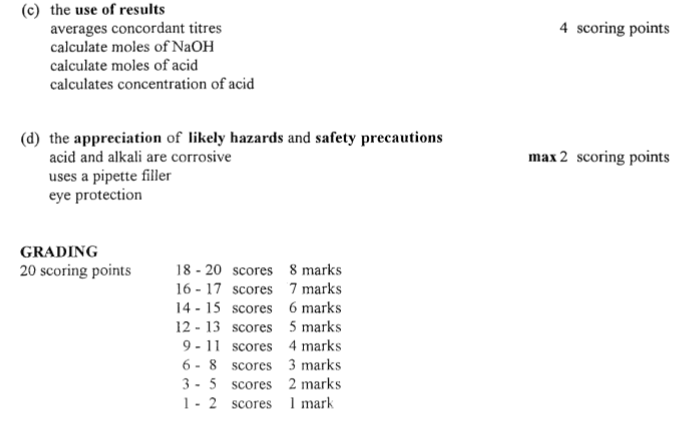 (c) the use of results
averages concordant titres 4 scoring points
calculate moles of NaOH
calculate moles of acid
calculates concentration of acid
(d) the appreciation of likely hazards and safety precautions
acid and alkali are corrosive max 2 scoring points
uses a pipette filler
eye protection
GRADING
20 scoring points 18 - 20 scores 8 marks
16 - 17 scores 7 marks
14 - 15 scores 6 marks
12 - 13 scores 5 marks
9 - 11 scores 4 marks
6 - 8 scores 3 marks
3 - 5 scores 2 marks
1 - 2 scores 1 mark